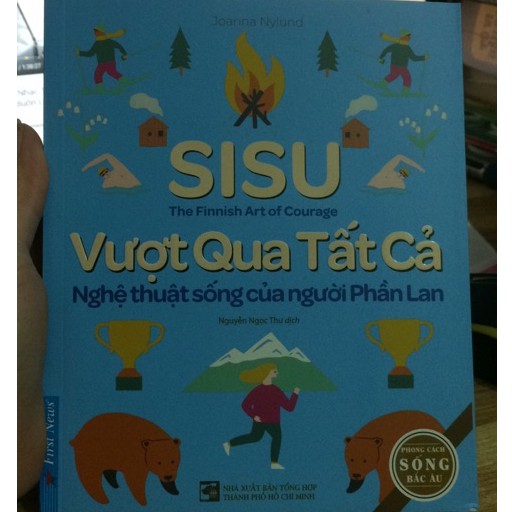 Joanna Nylund
SISU
The Finnish Art of Courage
Vượt Qua Tất Cả
Nghệ thuật sống của người Phần Lan
Nguyễn Ngọc Thư dịch
First News
PHONG CÁCH
SỐNG
BẮC ÂU
NHÀ XUẤT BẢN TỔNG HỢP
THÀNH PHỐ HỒ CHÍ MINH